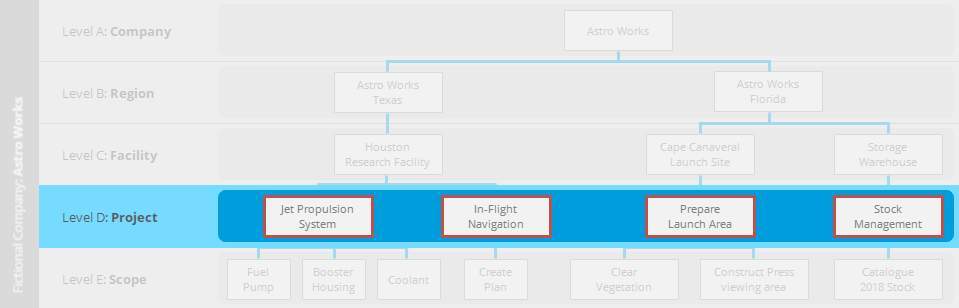 Fictional Company: Astro Works
Level A: Company
Astro Works
Level B: Region
Astro Works
Texas
Astro Works
Florida
Level C: Facility
Houston
Research Facility
Cape Canaveral
Launch Site
Storage
Warehouse
Level D: Project
Jet Propulsion
System
In-Flight
Navigation
Prepare
Launch Area
Stock
Management
Level E: Scope
Fuel
Pump
Booster
Housing
Coolant
Create
Plan
Clear
Vegetation
Construct Press
viewing area
Catalogue
2018 Stock